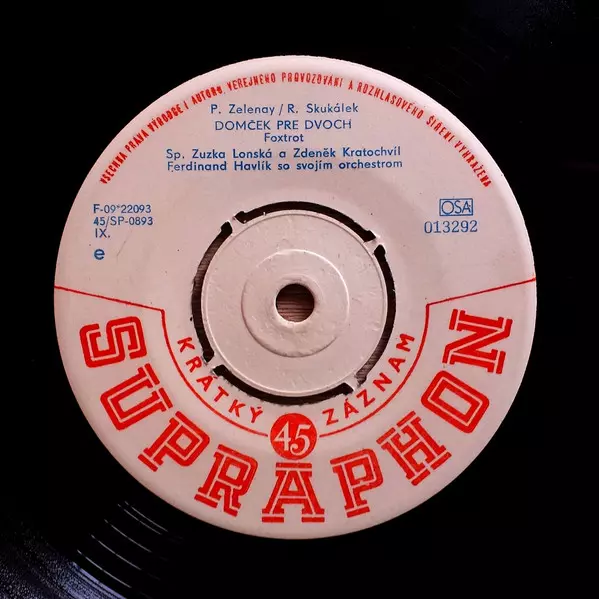 VŠECHNA PRÁVA VÝROBCE I AUTORŮ, VEŘEJNÉHO PROVOZOVÁNÍ A ROZHLASOVÉHO ŠÍŘENÍ VYHRAŽENA
P. Zelenay/R. Skukálek
DOMČEK PRE DVOCH
Foxtrot
Sp. Zuzka Lonská a Zdeněk Kratochvíl
Ferdinand Havlík so svojím orchestrom
F-09*22093
45/SP-0893
IX.
e
OSA
013292
KRÁTKÝ 45 ZÁZNAM
SUPRAPHON